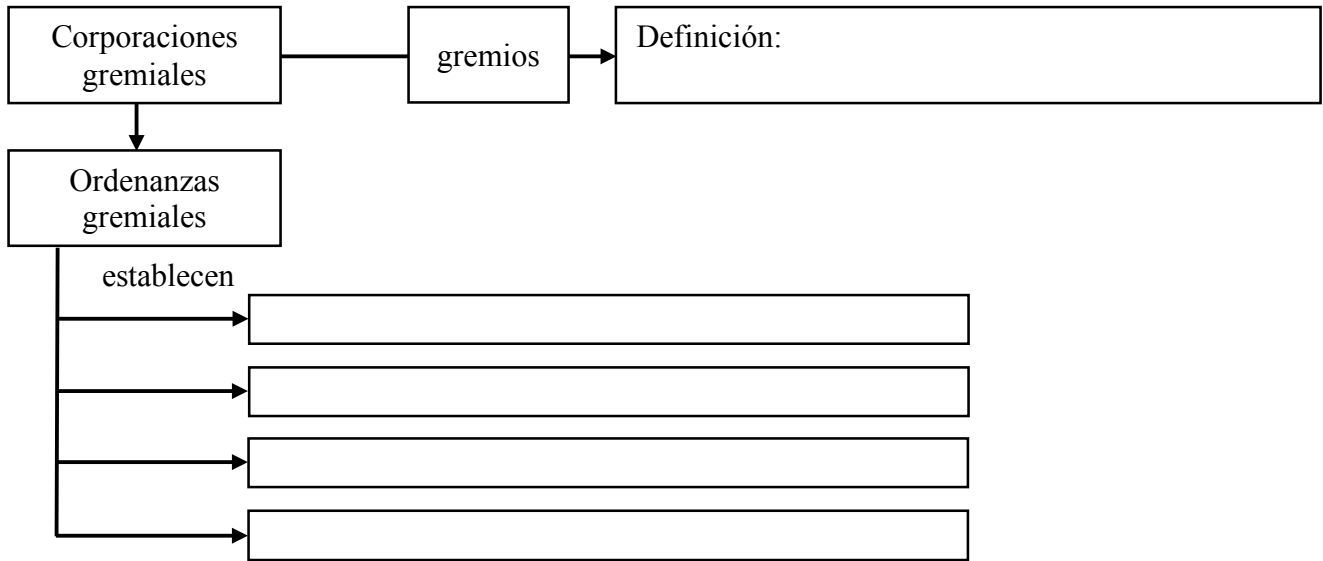 Corporaciones
gremiales
gremios
Definición:
Ordenanzas
gremiales
establecen